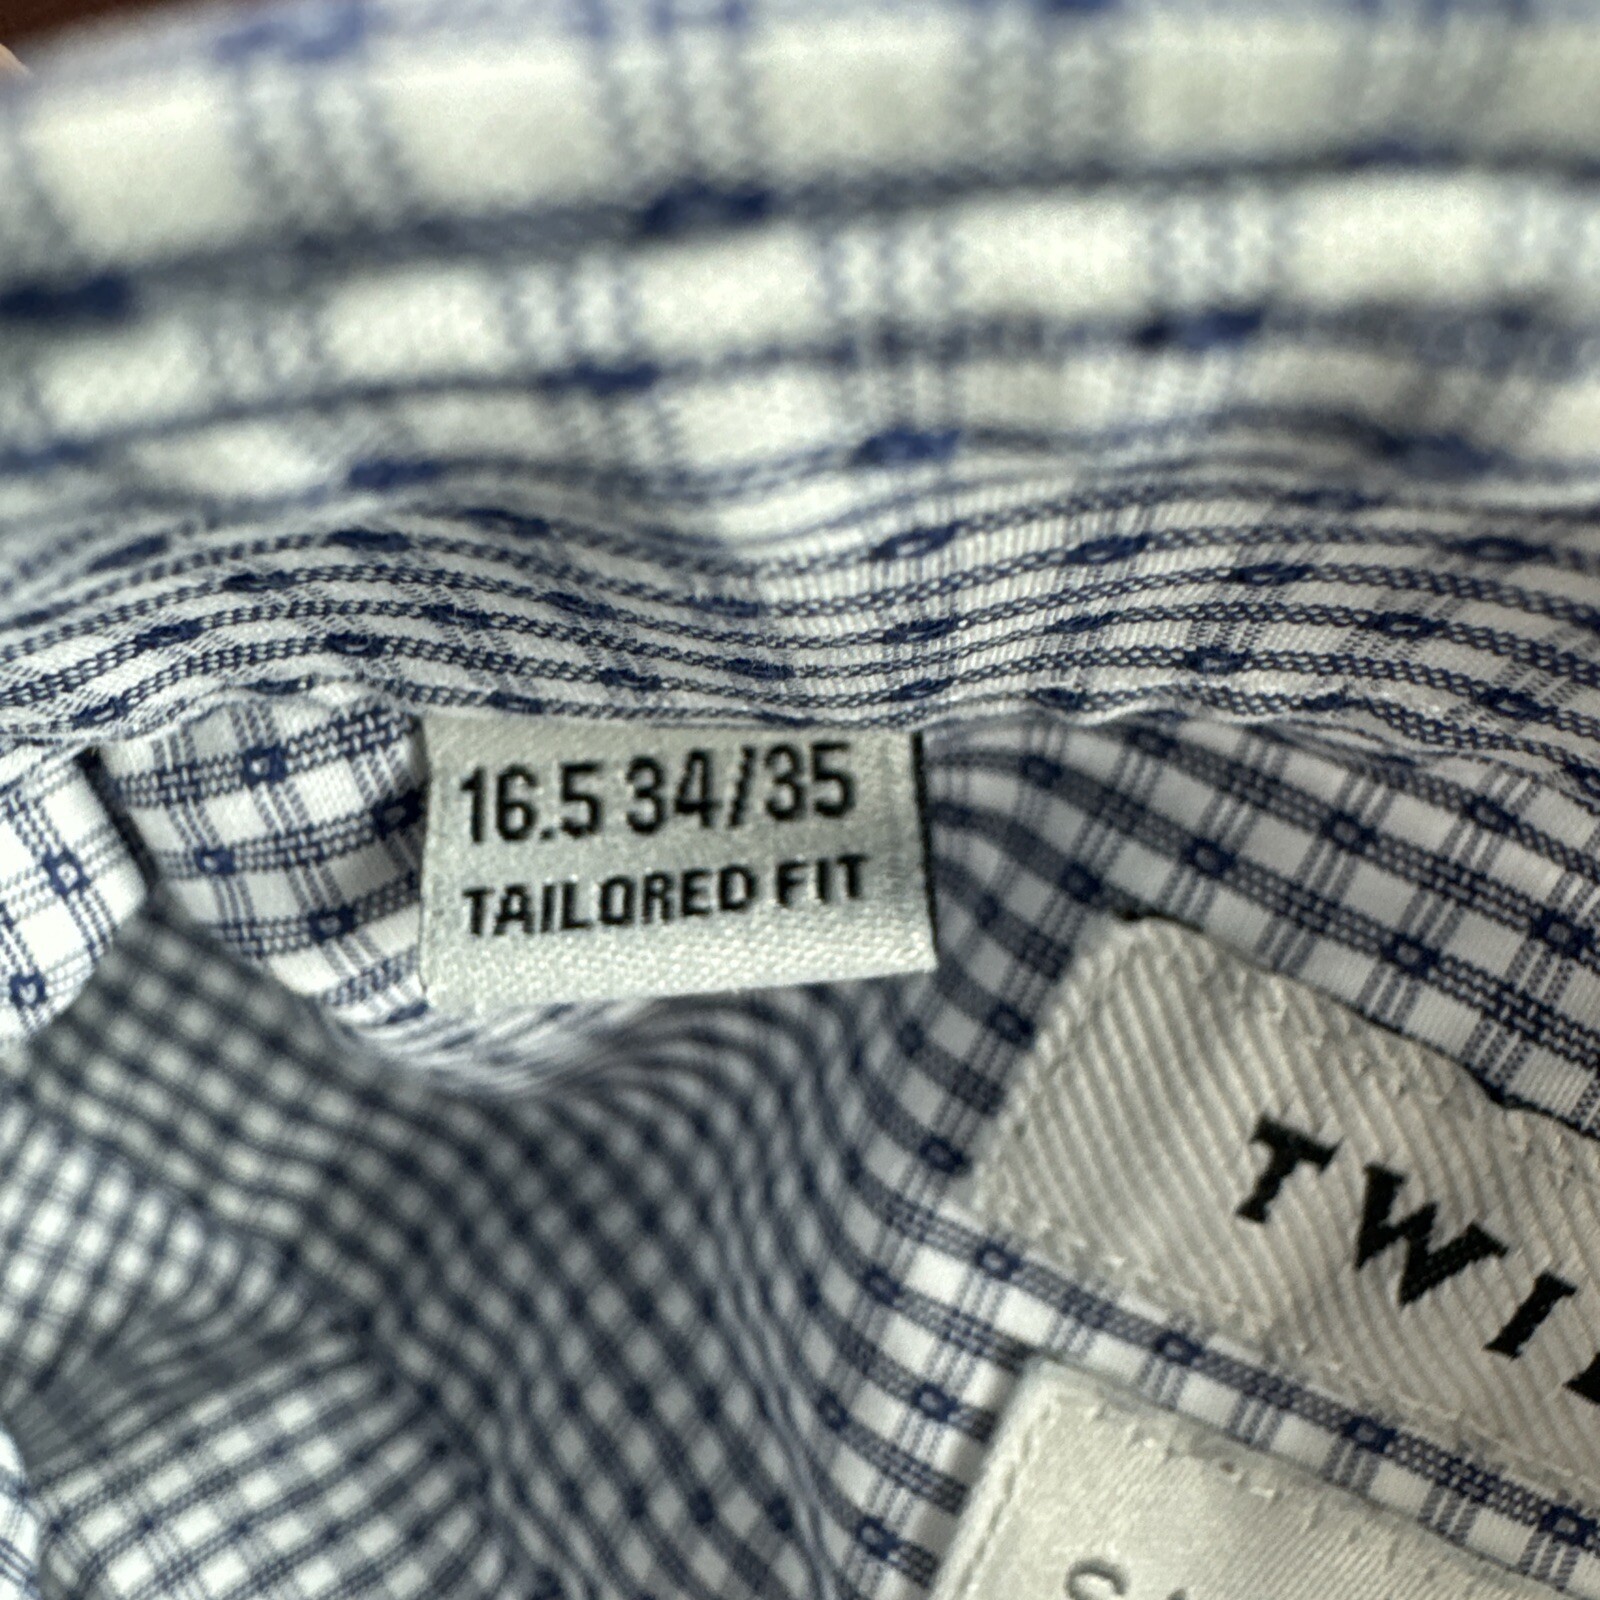 16.5 34/35
TAILORED FIT
TWI